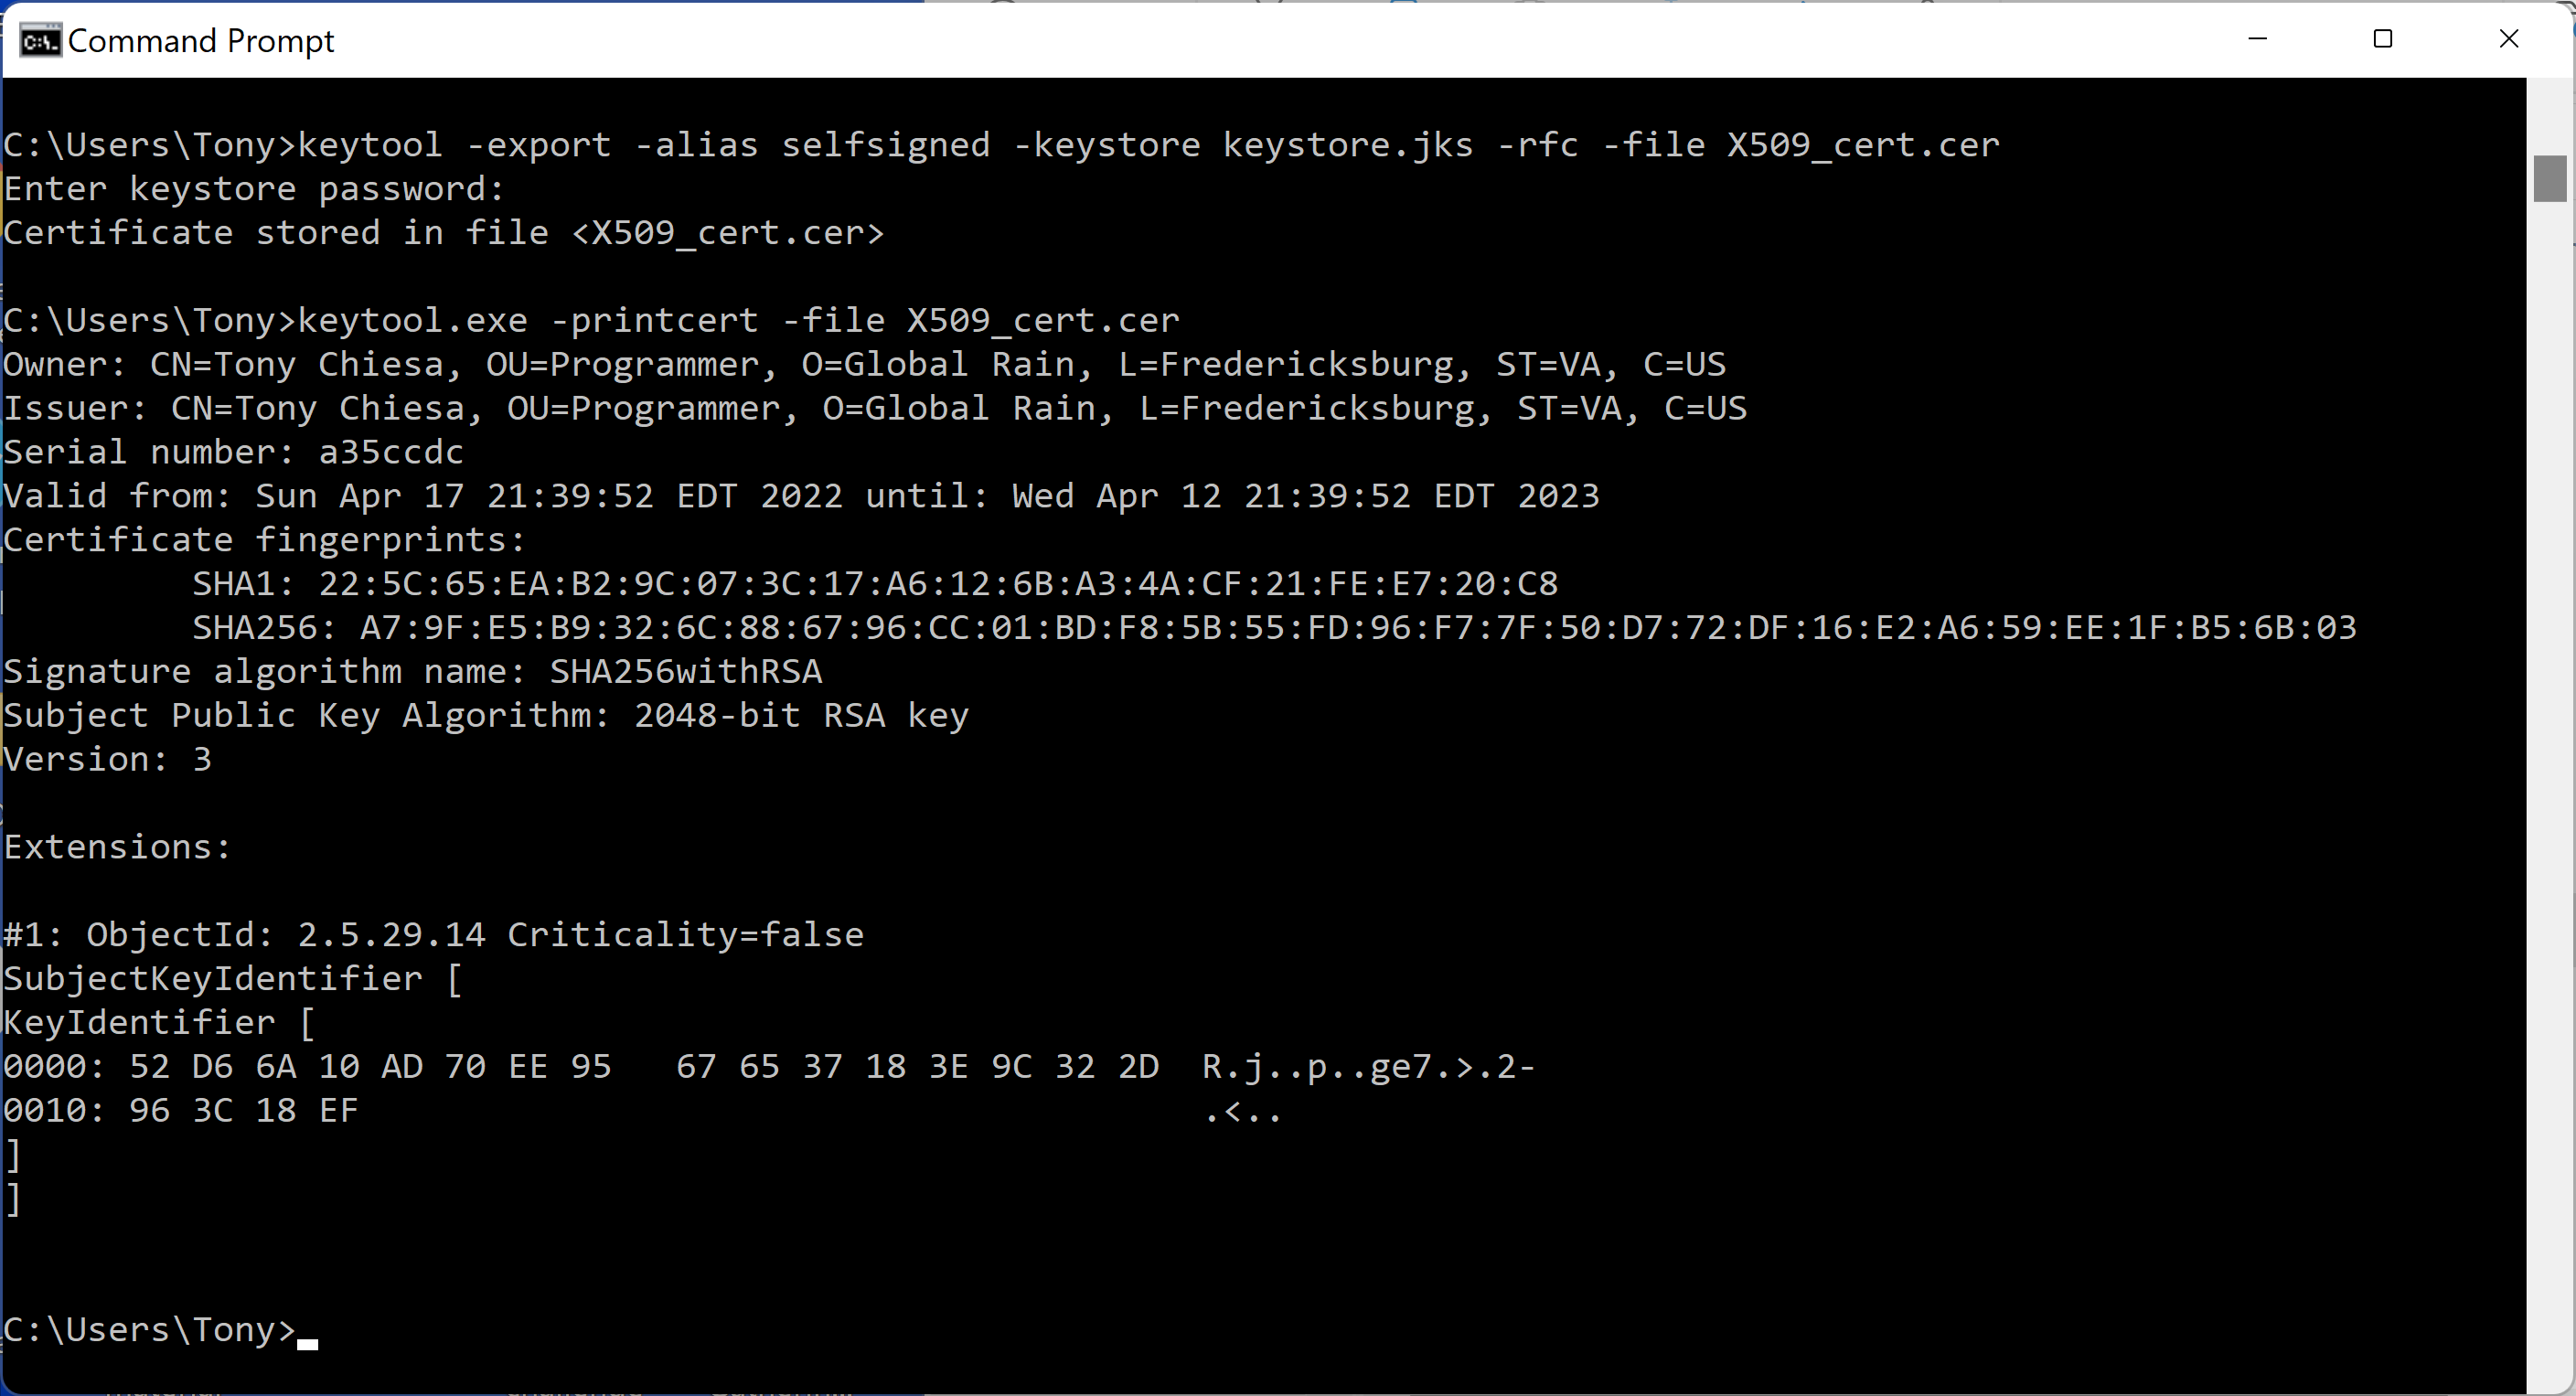 Command Prompt
C:\Users\Tony>keytool -export -alias selfsigned -keystore keystore.jks -rfc -file X509_cert.cer
Enter keystore password:
Certificate stored in file <X509_cert.cer>
C:\Users\Tony>keytool.exe -printcert -file X509_cert.cer
Owner: CN=Tony Chiesa, OU=Programmer, O=Global Rain, L=Fredericksburg, ST=VA, C=US
Issuer: CN=Tony Chiesa, OU=Programmer, O=Global Rain, L=Fredericksburg, ST=VA, C=US
Serial number: a35ccdc
Valid from: Sun Apr 17 21:39:52 EDT 2022 until: Wed Apr 12 21:39:52 EDT 2023
Certificate fingerprints:
SHA1: 22:5C:65:EA:B2:9C:07:3C:17:A6:12:6B:A3:4A:CF:21:FE:E7:20:C8
SHA256: A7:9F:E5:B9:32:6C:88:67:96:CC:01:BD:F8:5B:55:FD:96:F7:7F:50:D7:72:DF:16:E2:A6:59:EE:1F:B5:6B:03
Signature algorithm name: SHA256withRSA
Subject Public Key Algorithm: 2048-bit RSA key
Version: 3
Extensions:
#1: ObjectId: 2.5.29.14 Criticality=false
SubjectKeyIdentifier [
KeyIdentifier [
0000: 52 D6 6A 10 AD 70 EE 95   67 65 37 18 3E 9C 32 2D  R.j..p..ge7.>.2-
0010: 96 3C 18 EF                                        .<..
]
]
C:\Users\Tony>